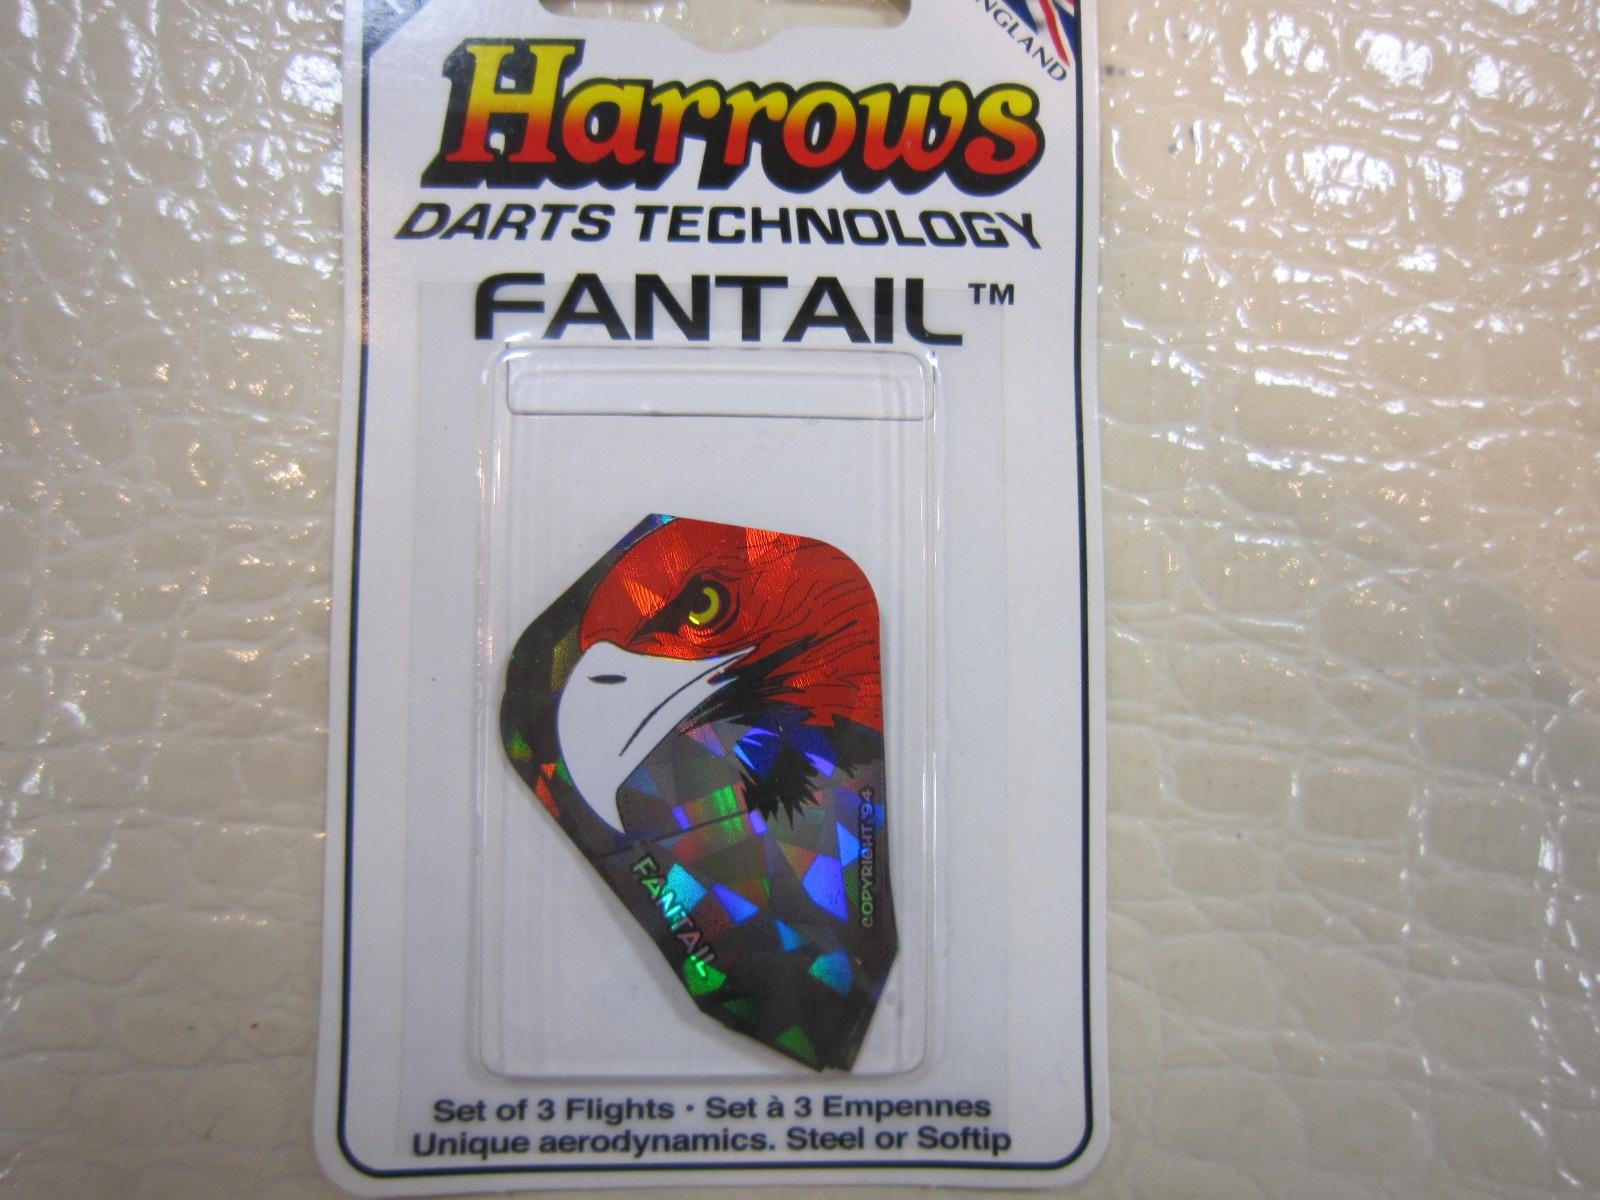 ENGLAND
Harrows
DARTS TECHNOLOGY
FANTAIL™
FANTAIL
COPYRIGHT '94
Set of 3 Flights · Set à 3 Empennes
Unique aerodynamics. Steel or Softip